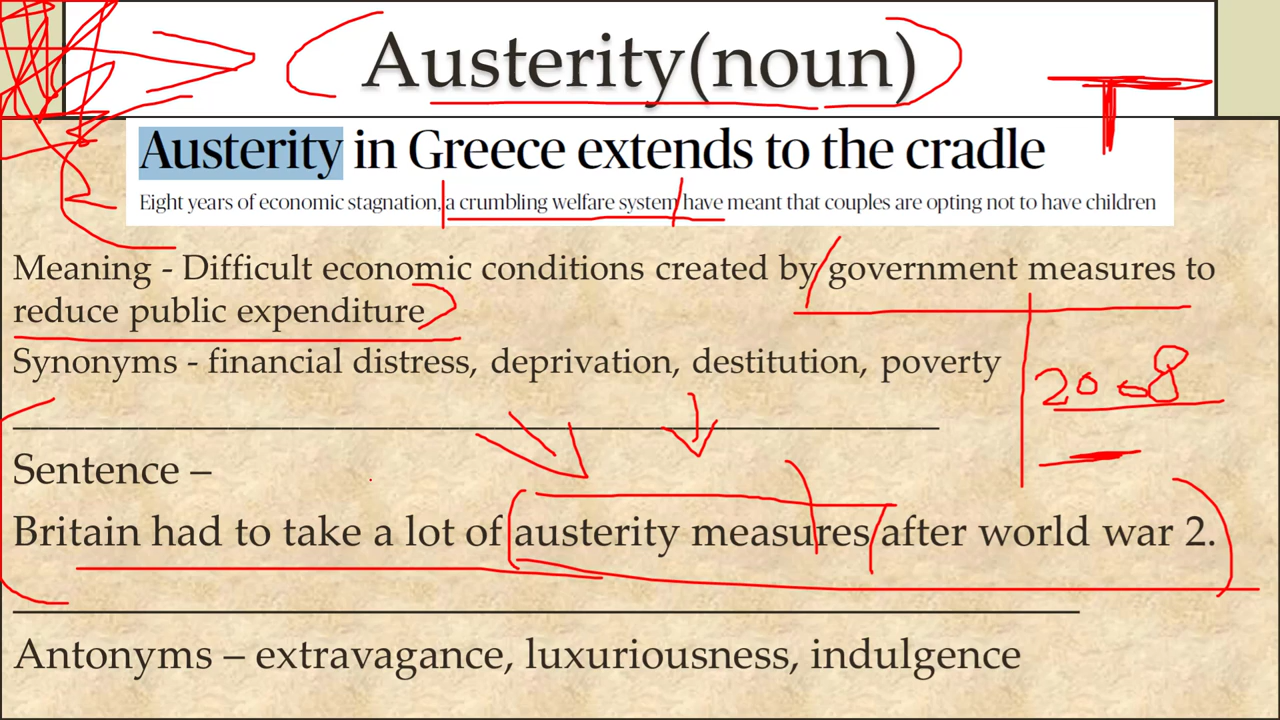 Austerity(noun)
Austerity in Greece extends to the cradle
Eight years of economic stagnation, a crumbling welfare system have meant that couples are opting not to have children
Meaning - Difficult economic conditions created by government measures to
reduce public expenditure
Synonyms - financial distress, deprivation, destitution, poverty
2008
Sentence –
Britain had to take a lot of austerity measures after world war 2.
Antonyms – extravagance, luxuriousness, indulgence